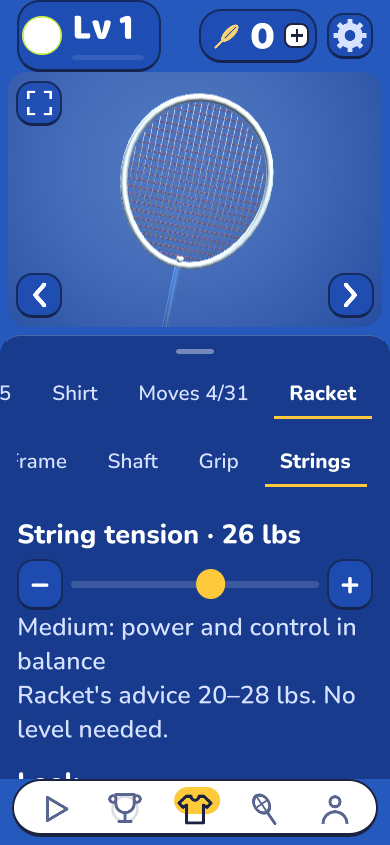 Lv 1
0
5 Shirt Moves 4/31 Racket
Shaft Grip Strings
String tension · 26 lbs
Medium: power and control in
balance
Racket's advice 20–28 lbs. No
level needed.